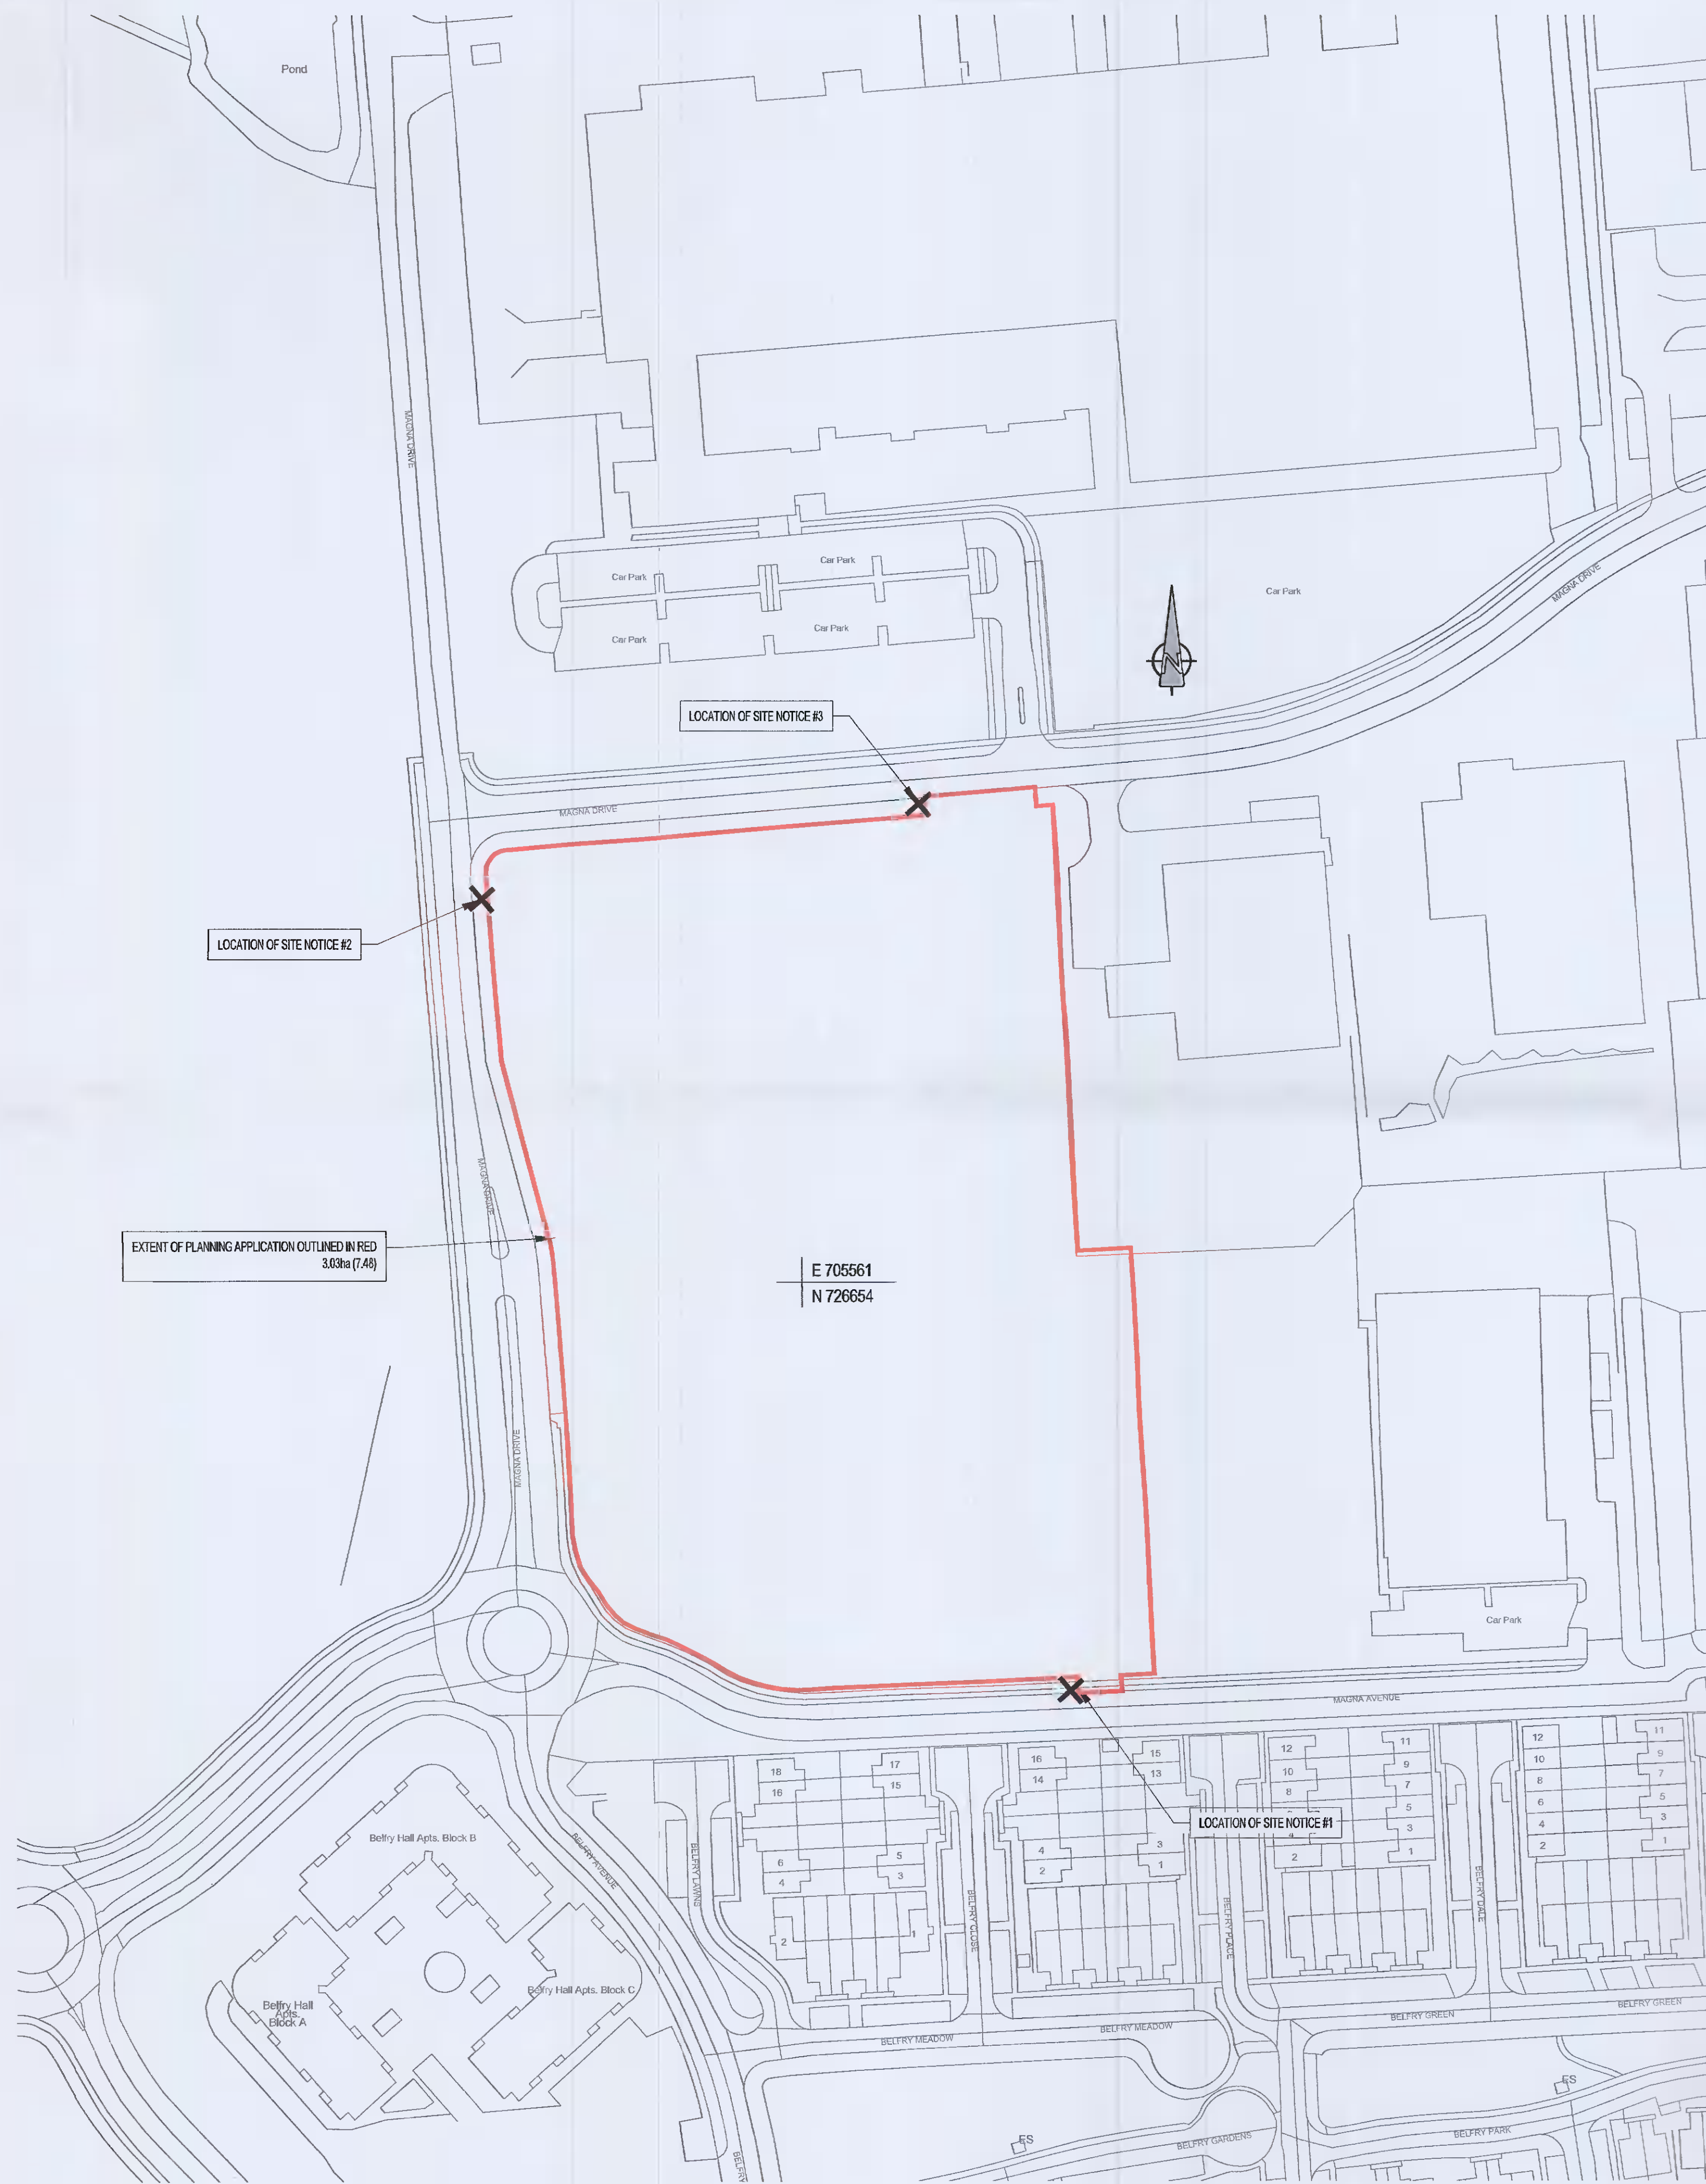 Pond
MAGNA DRIVE
Car Park
Car Park
Car Park
Car Park
Car Park
MAGNA DRIVE
N
LOCATION OF SITE NOTICE #3
MAGNA DRIVE
LOCATION OF SITE NOTICE #2
MAGNA DRIVE
EXTENT OF PLANNING APPLICATION OUTLINED IN RED
3.03ha (7.48)
E 705561
N 726654
MAGNA DRIVE
Car Park
MAGNA AVENUE
18
17
16
15
6
5
4
3
2
1
16
15
14
13
4
3
2
1
12
11
10
9
8
7
5
3
2
1
12
11
10
9
8
7
6
5
4
3
2
1
LOCATION OF SITE NOTICE #1
Belfry Hall Apts. Block B
BELFRY AVENUE
BELFRY LAWNS
BELFRY CLOSE
BELFRY PLACE
BELFRY DALE
Belfry Hall Apts. Block C
Belfry Hall
Apts.
Block A
BELFRY MEADOW
BELFRY MEADOW
BELFRY GREEN
BELFRY GREEN
ES
ES
BELFRY GARDENS
BELFRY PARK
BELFRY